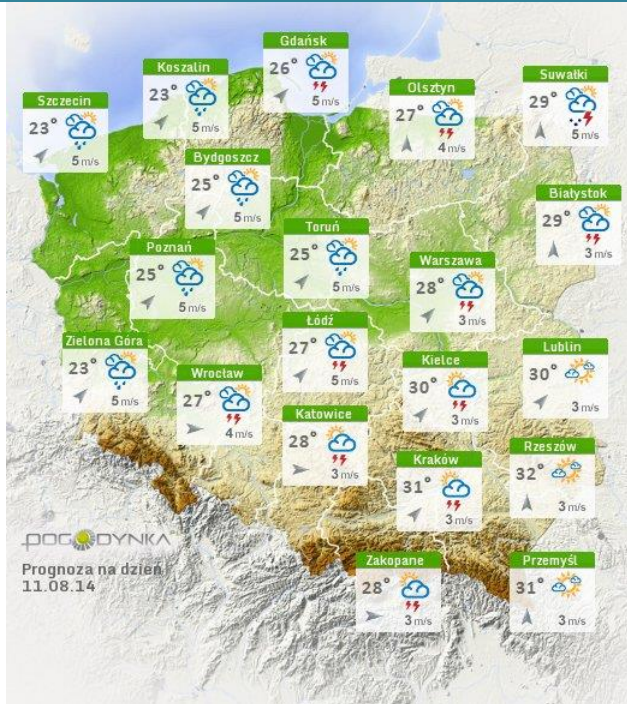 Gdańsk
26°
5 m/s
Koszalin
23°
5 m/s
Suwałki
29°
5 m/s
Olsztyn
27°
4 m/s
Szczecin
23°
5 m/s
Bydgoszcz
25°
5 m/s
Białystok
29°
3 m/s
Toruń
25°
5 m/s
Poznań
25°
5 m/s
Warszawa
28°
3 m/s
Łódź
27°
5 m/s
Zielona Góra
23°
5 m/s
Lublin
30°
3 m/s
Kielce
30°
3 m/s
Wrocław
27°
4 m/s
Katowice
28°
3 m/s
Rzeszów
32°
3 m/s
Kraków
31°
3 m/s
POGODYNKA
Prognoza na dzień
11.08.14
Zakopane
28°
3 m/s
Przemyśl
31°
3 m/s